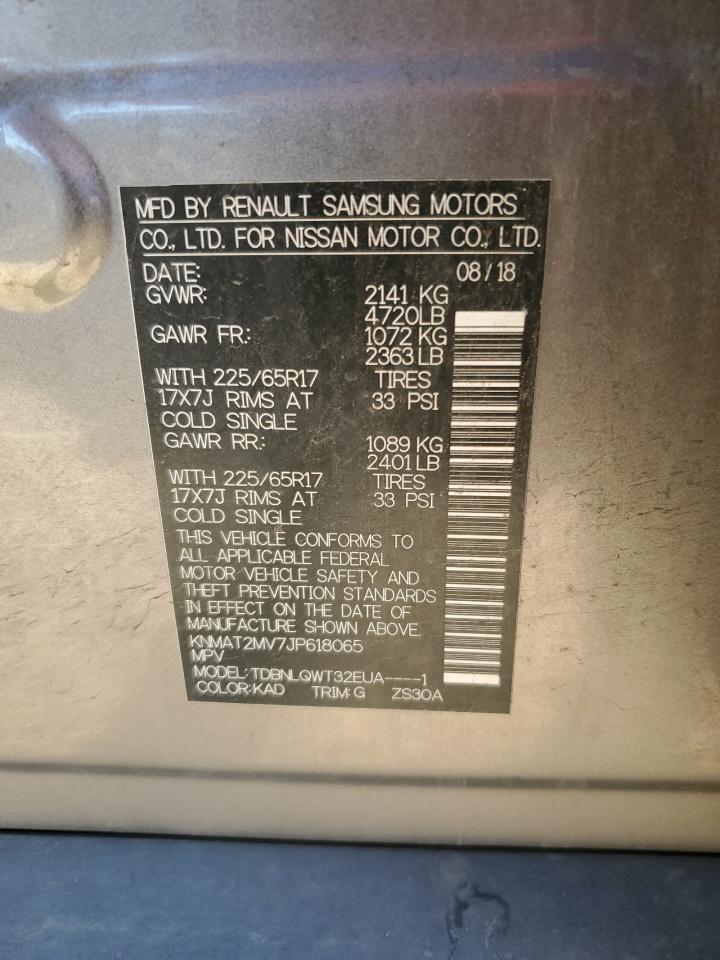 MFD BY RENAULT SAMSUNG MOTORS
CO., LTD. FOR NISSAN MOTOR CO., LTD.
DATE: 08/18
GVWR: 2141 KG
4720LB
GAWR FR.: 1072 KG
2363LB
WITH 225/65R17 TIRES
17X7J RIMS AT 33 PSI
COLD SINGLE
GAWR RR.: 1089 KG
2401LB
WITH 225/65R17 TIRES
17X7J RIMS AT 33 PSI
COLD SINGLE
THIS VEHICLE CONFORMS TO
ALL APPLICABLE FEDERAL
MOTOR VEHICLE SAFETY AND
THEFT PREVENTION STANDARDS
IN EFFECT ON THE DATE OF
MANUFACTURE SHOWN ABOVE.
KNMAT2MV7JP618065
MPV
MODEL: TDBNLQWT32EUA----1
COLOR: KAD TRIM: G ZS30A